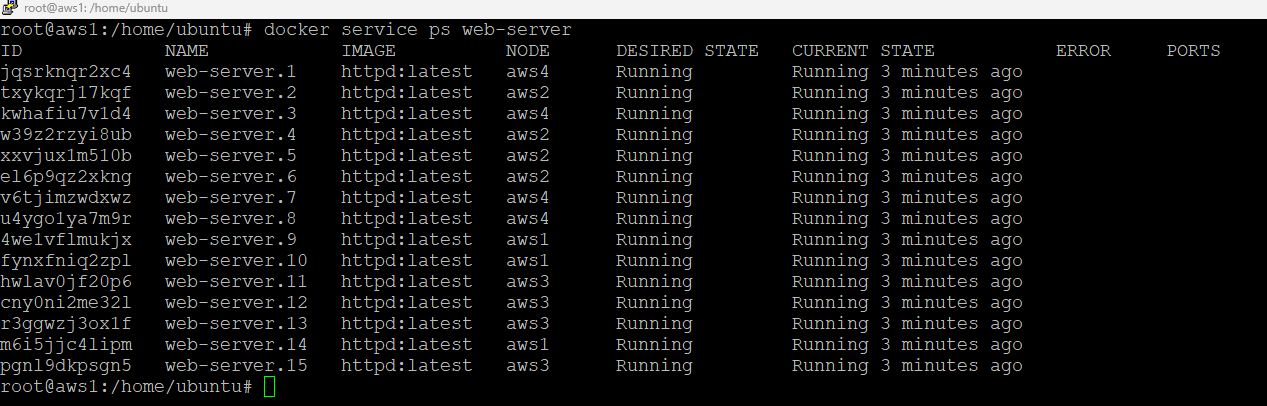 root@aws1: /home/ubuntu
root@aws1:/home/ubuntu# docker service ps web-server
ID NAME IMAGE NODE DESIRED STATE CURRENT STATE ERROR PORTS
jqsrknqr2xc4 web-server.1 httpd:latest aws4 Running Running 3 minutes ago
txykqrj17kqf web-server.2 httpd:latest aws2 Running Running 3 minutes ago
kwhafiu7v1d4 web-server.3 httpd:latest aws4 Running Running 3 minutes ago
w39z2rzyi8ub web-server.4 httpd:latest aws2 Running Running 3 minutes ago
xxvjux1m510b web-server.5 httpd:latest aws2 Running Running 3 minutes ago
el6p9qz2xkng web-server.6 httpd:latest aws2 Running Running 3 minutes ago
v6tjimzwdxwz web-server.7 httpd:latest aws4 Running Running 3 minutes ago
u4ygo1ya7m9r web-server.8 httpd:latest aws4 Running Running 3 minutes ago
4we1vflmukjx web-server.9 httpd:latest aws1 Running Running 3 minutes ago
fynxfniq2zpl web-server.10 httpd:latest aws1 Running Running 3 minutes ago
hwlav0jf20p6 web-server.11 httpd:latest aws3 Running Running 3 minutes ago
cny0ni2me32l web-server.12 httpd:latest aws3 Running Running 3 minutes ago
r3ggwzj3ox1f web-server.13 httpd:latest aws3 Running Running 3 minutes ago
m6i5jjc4lipm web-server.14 httpd:latest aws1 Running Running 3 minutes ago
pgnl9dkpsgn5 web-server.15 httpd:latest aws3 Running Running 3 minutes ago
root@aws1:/home/ubuntu#